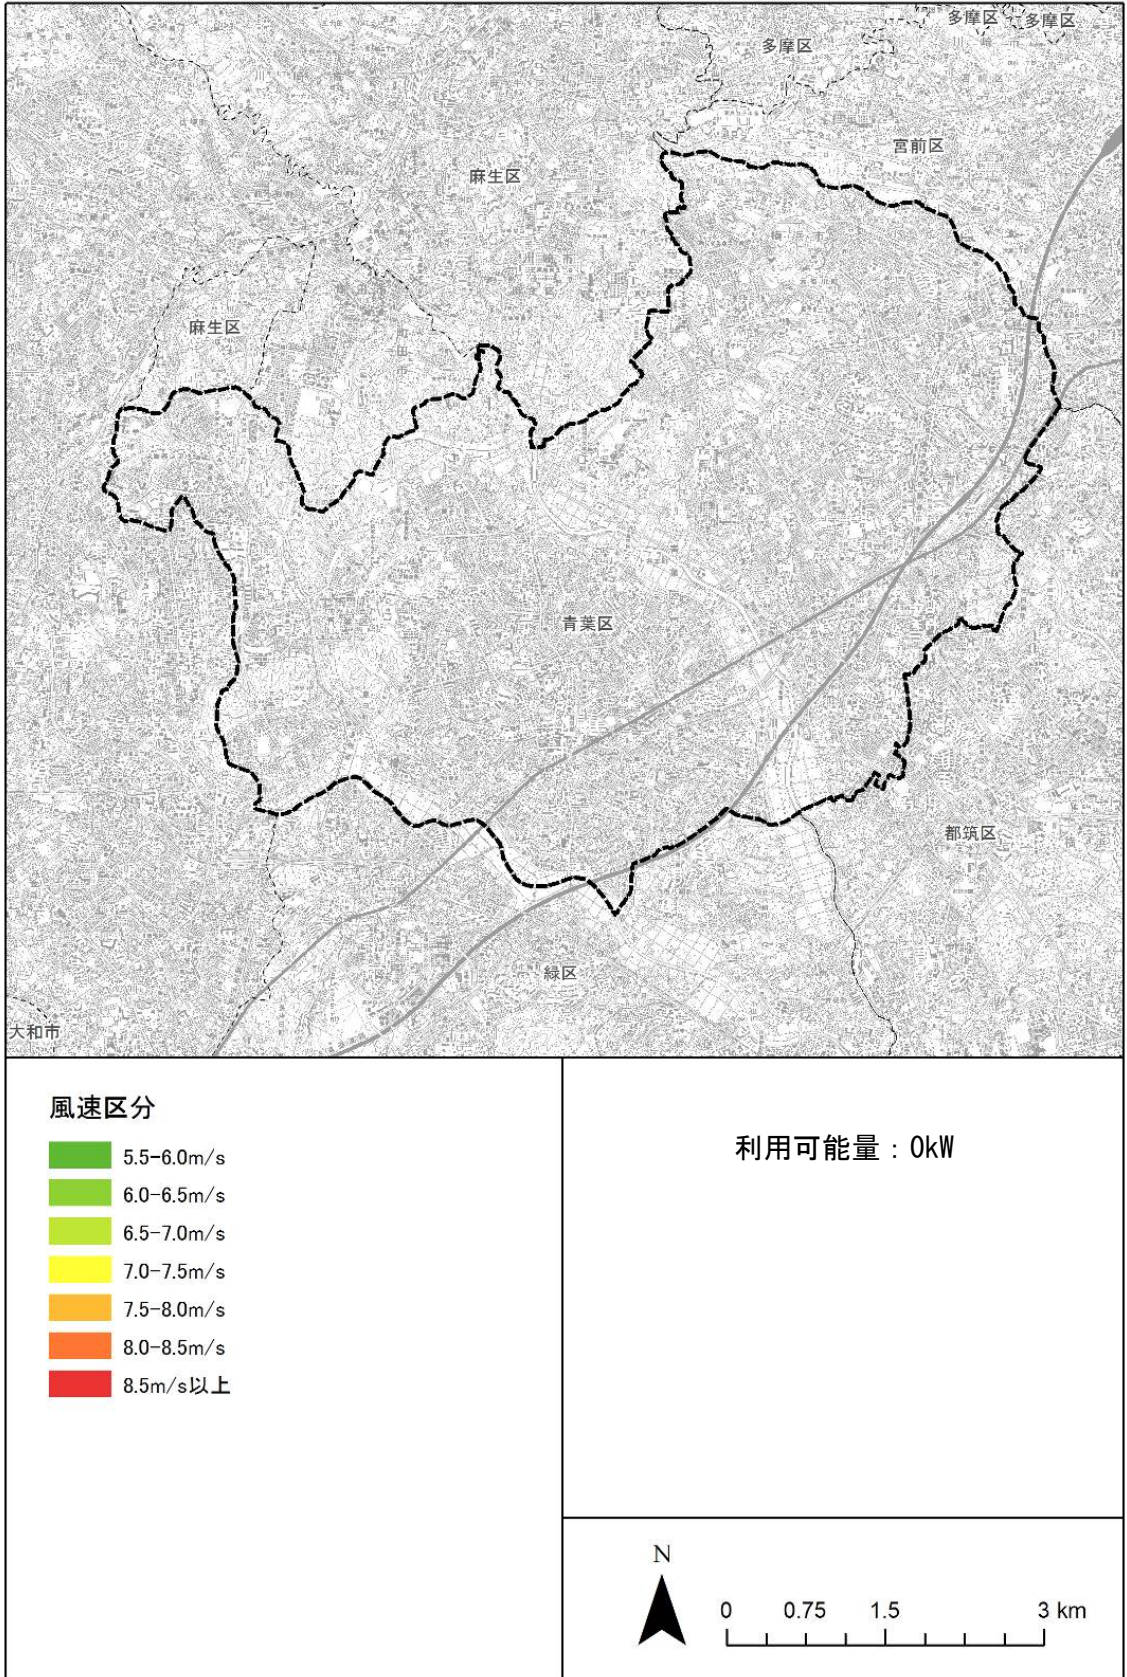 多摩区
多摩区
多摩区
宮前区
麻生区
麻生区
青葉区
都筑区
緑区
大和市
風速区分
5.5-6.0m/s
6.0-6.5m/s
6.5-7.0m/s
7.0-7.5m/s
7.5-8.0m/s
8.0-8.5m/s
8.5m/s以上
利用可能量：0kW
N
0 0.75 1.5 3 km